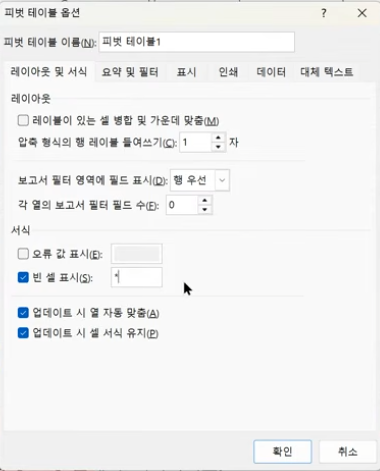 피벗 테이블 옵션 ? ×
피벗 테이블 이름(N): 피벗 테이블1
레이아웃 및 서식 요약 및 필터 표시 인쇄 데이터 대체 텍스트
레이아웃
레이블이 있는 셀 병합 및 가운데 맞춤(M)
압축 형식의 행 레이블 들여쓰기(C): 1 자
보고서 필터 영역에 필드 표시(D): 행 우선
각 열의 보고서 필터 필드 수(F): 0
서식
오류 값 표시(E):
빈 셀 표시(S): *
업데이트 시 열 자동 맞춤(A)
업데이트 시 셀 서식 유지(P)
확인 취소